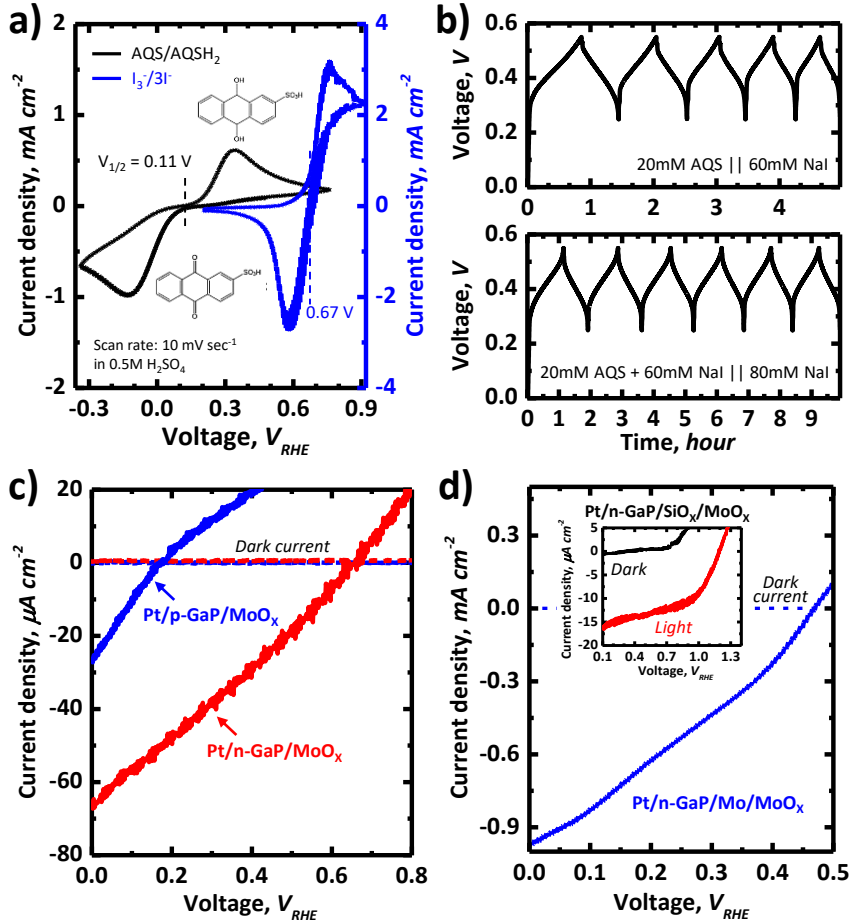 a)
AQS/AQSH₂
I₃⁻/3I⁻
OH
SO₃H
OH
V₁/₂ = 0.11 V
O
SO₃H
O
0.67 V
Scan rate: 10 mV sec⁻¹
in 0.5M H₂SO₄
2
1
0
-1
-2
Current density, mA cm⁻²
4
2
0
-2
-4
Current density, mA cm⁻²
-0.3 0.0 0.3 0.6 0.9
Voltage, V_RHE
b)
0.6
0.4
0.2
0.0
Voltage, V
20mM AQS || 60mM NaI
0 1 2 3 4
0.6
0.4
0.2
0.0
Voltage, V
20mM AQS + 60mM NaI || 80mM NaI
0 1 2 3 4 5 6 7 8 9
Time, hour
c)
20
0
-20
-40
-60
-80
Current density, μA cm⁻²
Dark current
Pt/p-GaP/MoOₓ
Pt/n-GaP/MoOₓ
0.0 0.2 0.4 0.6 0.8
Voltage, V_RHE
d)
0.3
0.0
-0.3
-0.6
-0.9
Current density, mA cm⁻²
Pt/n-GaP/SiOₓ/MoOₓ
5
0
-5
-10
-15
-20
Current density, μA cm⁻²
Dark
Light
0.1 0.4 0.7 1.0 1.3
Voltage, V_RHE
Dark
current
Pt/n-GaP/Mo/MoOₓ
0.0 0.1 0.2 0.3 0.4 0.5
Voltage, V_RHE